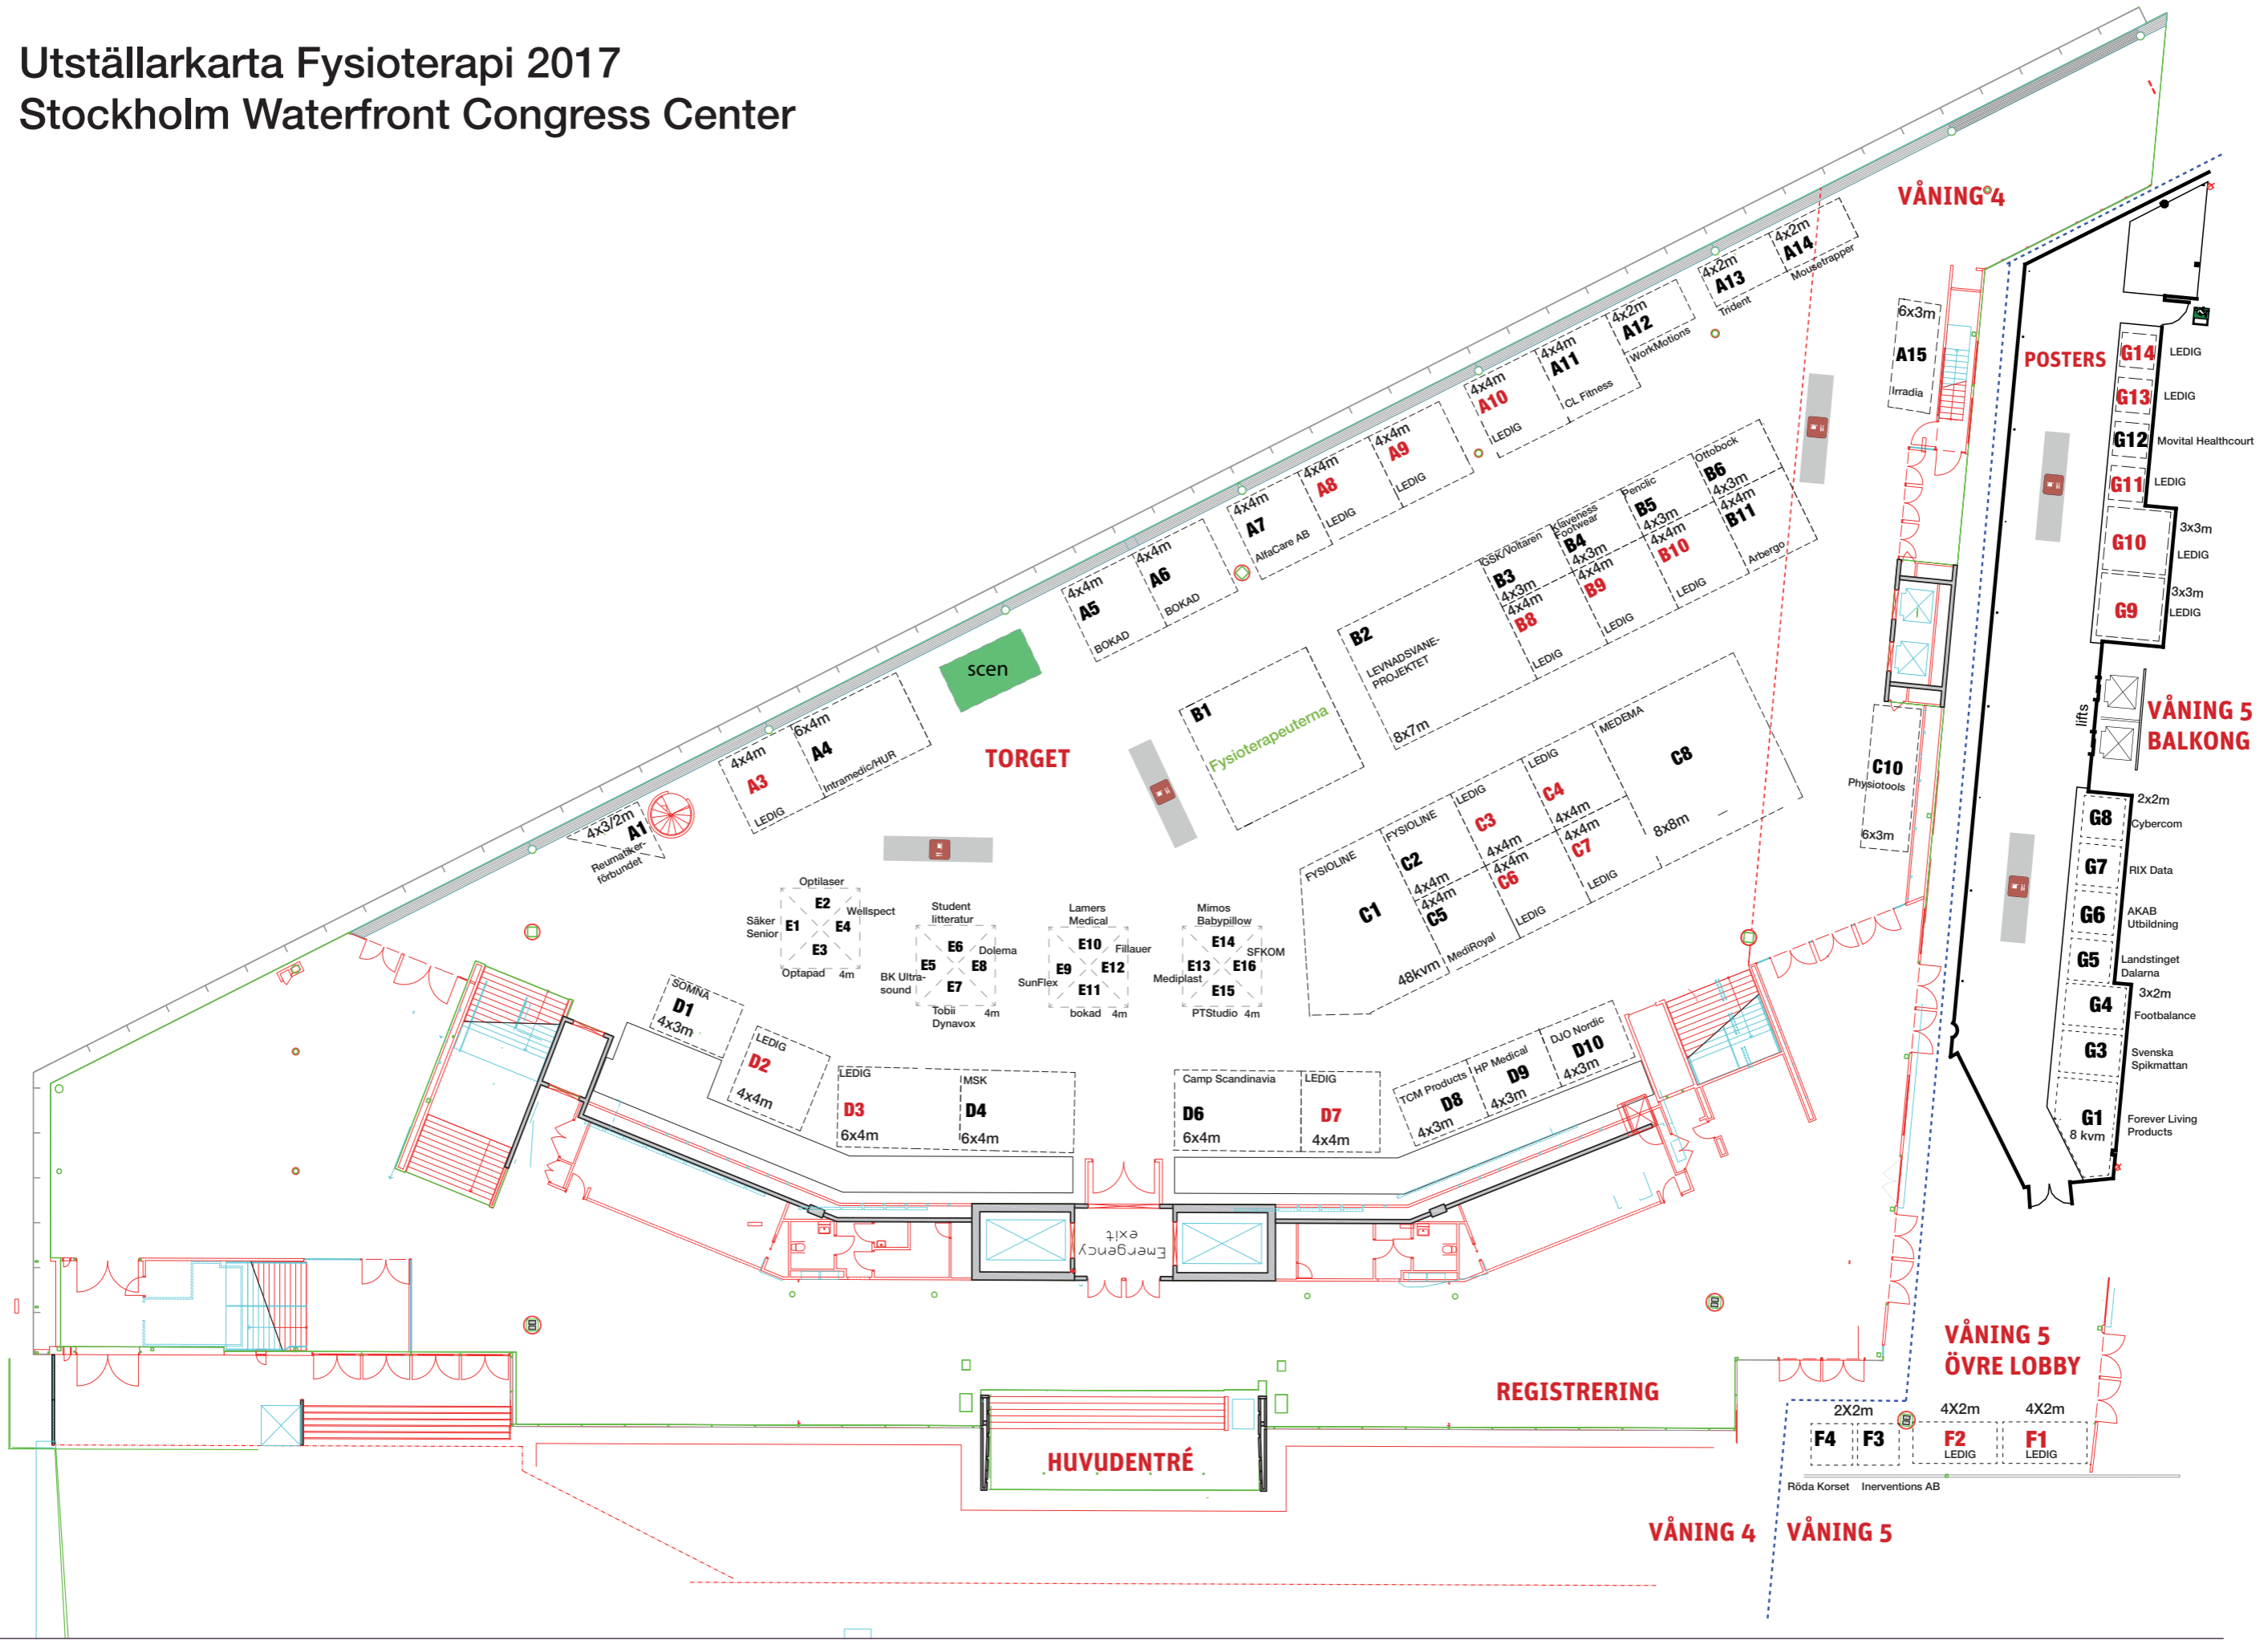 Utställarkarta Fysioterapi 2017
Stockholm Waterfront Congress Center
VÅNING 4
4x2m
A14
Mousetrapper
4x2m
A13
Trident
4x2m
A12
WorkMotions
4x4m
A11
CL Fitness
4x4m
A10
LEDIG
4x4m
A9
LEDIG
4x4m
A8
LEDIG
4x4m
A7
AlfaCare AB
4x4m
A6
BOKAD
4x4m
A5
BOKAD
scen
6x4m
A4
Intramedic/HUR
4x4m
A3
LEDIG
4x3/2m
A1
Reumatiker-
förbundet
6x3m
A15
Irradia
TORGET
B1
Fysioterapeuterna
B2
LEVNADSVANE-
PROJEKTET
8x7m
GSK/Voltaren
B3
4x3m
Klaveness
Footwear
B4
4x3m
Penclic
B5
4x3m
Ottobock
B6
4x3m
4x4m
B8
LEDIG
4x4m
B9
LEDIG
4x4m
B10
LEDIG
4x4m
B11
Arbergo
FYSIOLINE
C1
48kvm
FYSIOLINE
C2
4x4m
LEDIG
C3
4x4m
LEDIG
C4
4x4m
4x4m
C5
MediRoyal
4x4m
C6
LEDIG
4x4m
C7
LEDIG
MEDEMA
C8
8x8m
C10
Physiotools
6x3m
SOMNA
D1
4x3m
LEDIG
D2
4x4m
LEDIG
D3
6x4m
MSK
D4
6x4m
Camp Scandinavia
D6
6x4m
LEDIG
D7
4x4m
TCM Products
D8
4x3m
HP Medical
D9
4x3m
DJO Nordic
D10
4x3m
Optilaser
E2
Wellspect
Säker
Senior
E1
E4
E3
Optapad 4m
Student
litteratur
E6
Dolema
E5
E8
BK Ultra-
sound
E7
Tobii
Dynavox
4m
Lamers
Medical
E10
Fillauer
E9
E12
SunFlex
E11
bokad 4m
Mimos
Babypillow
E14
SFKOM
E13
E16
Mediplast
E15
PTStudio 4m
Emergency
exit
HUVUDENTRÉ
REGISTRERING
POSTERS
G14
LEDIG
G13
LEDIG
G12
Movital Healthcourt
G11
LEDIG
3x3m
G10
LEDIG
3x3m
G9
LEDIG
lifts
VÅNING 5
BALKONG
2x2m
G8
Cybercom
G7
RIX Data
G6
AKAB
Utbildning
G5
Landstinget
Dalarna
3x2m
G4
Footbalance
G3
Svenska
Spikmattan
G1
8 kvm
Forever Living
Products
VÅNING 5
ÖVRE LOBBY
2X2m
4X2m
4X2m
F4
F3
F2
LEDIG
F1
LEDIG
Röda Korset
Inerventions AB
VÅNING 4
VÅNING 5